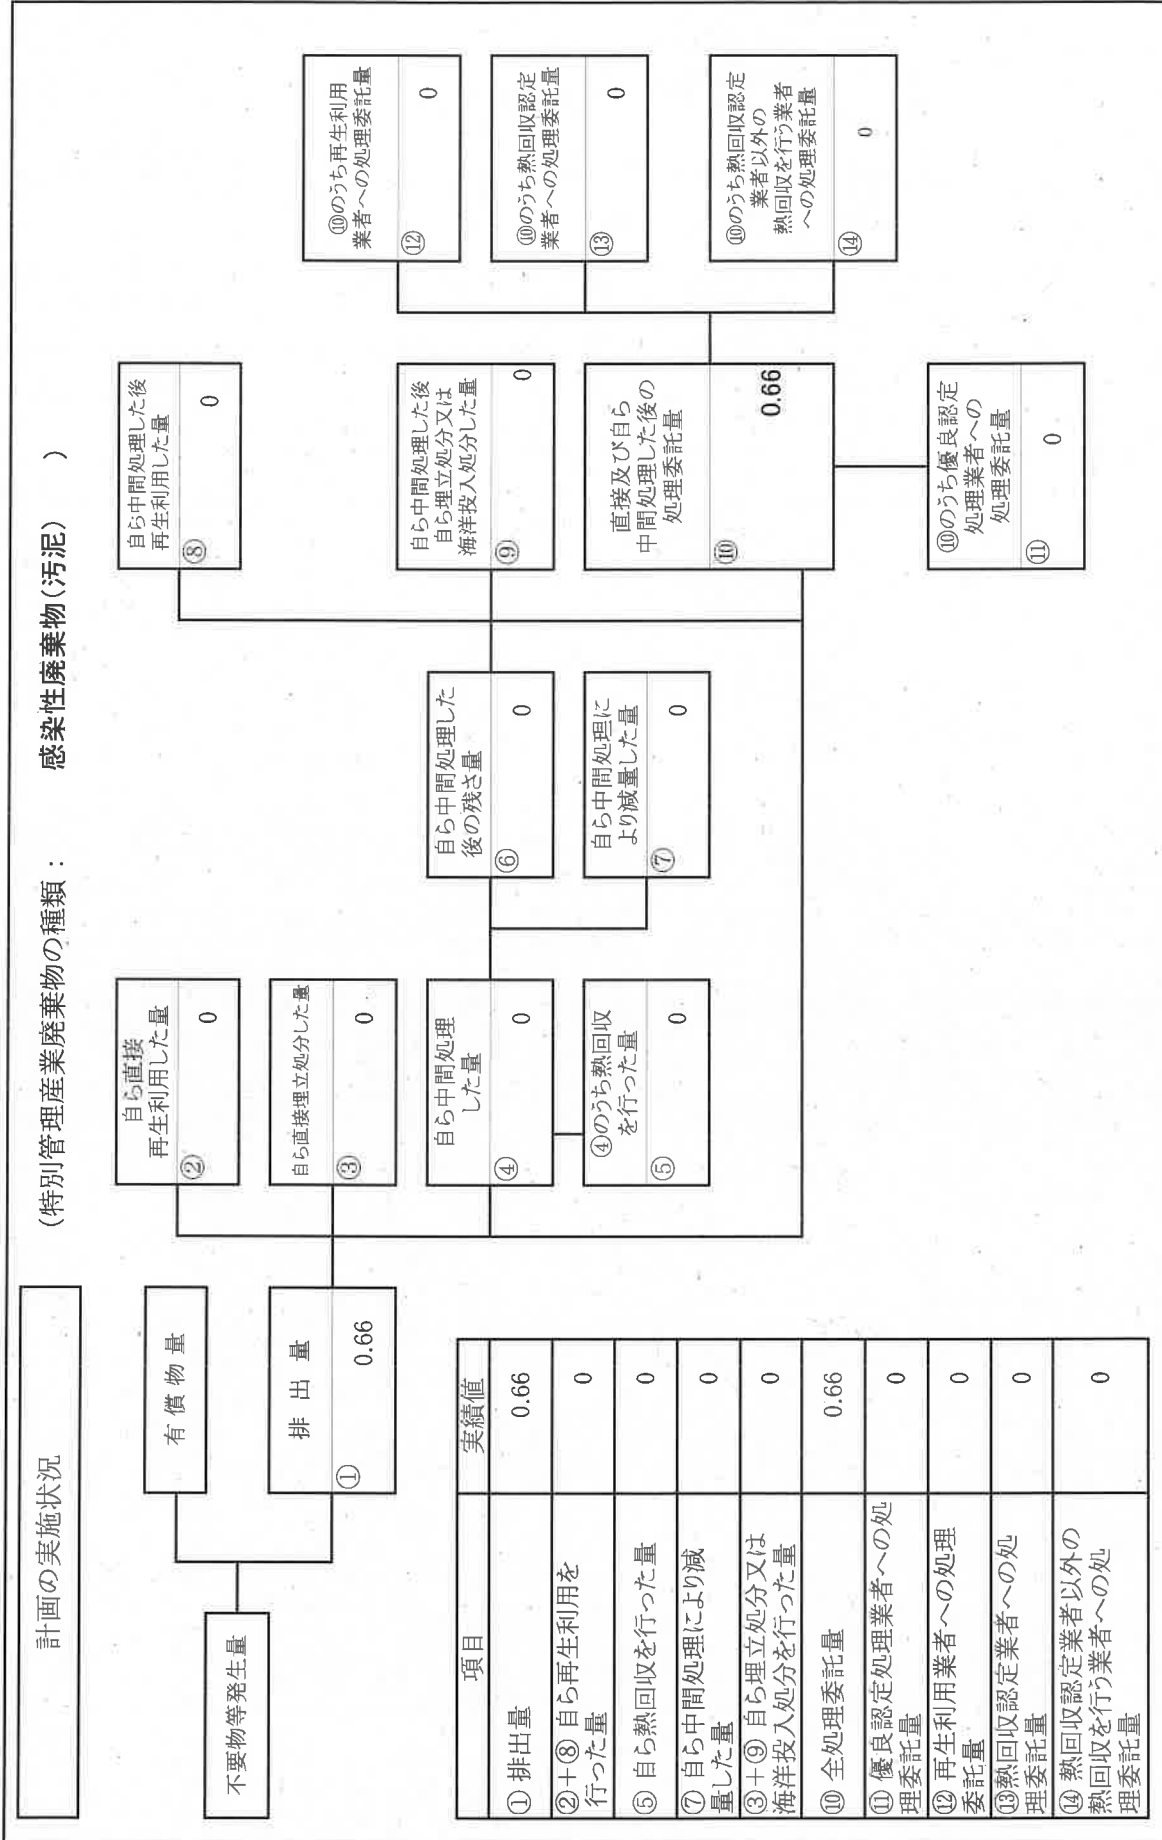 計画の実施状況
（特別管理産業廃棄物の種類： 感染性廃棄物（汚泥） ）
不要物等発生量
有償物量
排出量
① 0.66
自ら直接
再生利用した量
② 0
自ら直接埋立処分した量
③ 0
自ら中間処理
した量
④ 0
④のうち熱回収
を行った量
⑤ 0
自ら中間処理した
後の残さ量
⑥ 0
自ら中間処理に
より減量した量
⑦ 0
自ら中間処理した後
再生利用した量
⑧ 0
自ら中間処理した後
自ら埋立処分又は
海洋投入処分した量
⑨ 0
直接及び自ら
中間処理した後の
処理委託量
⑩ 0.66
⑩のうち優良認定
処理業者への
処理委託量
⑪ 0
⑩のうち再生利用
業者への処理委託量
⑫ 0
⑩のうち熱回収認定
業者への処理委託量
⑬ 0
⑩のうち熱回収認定
業者以外の
熱回収を行う業者
への処理委託量
⑭ 0
項目 実績値
①排出量 0.66
②＋⑧ 自ら再生利用を
行った量 0
⑤ 自ら熱回収を行った量 0
⑦ 自ら中間処理により減
量した量 0
③＋⑨ 自ら埋立処分又は
海洋投入処分を行った量 0
⑩ 全処理委託量 0.66
⑪ 優良認定処理業者への処
理委託量 0
⑫ 再生利用業者への処理
委託量 0
⑬熱回収認定業者への処
理委託量 0
⑭ 熱回収認定業者以外の
熱回収を行う業者への処
理委託量 0